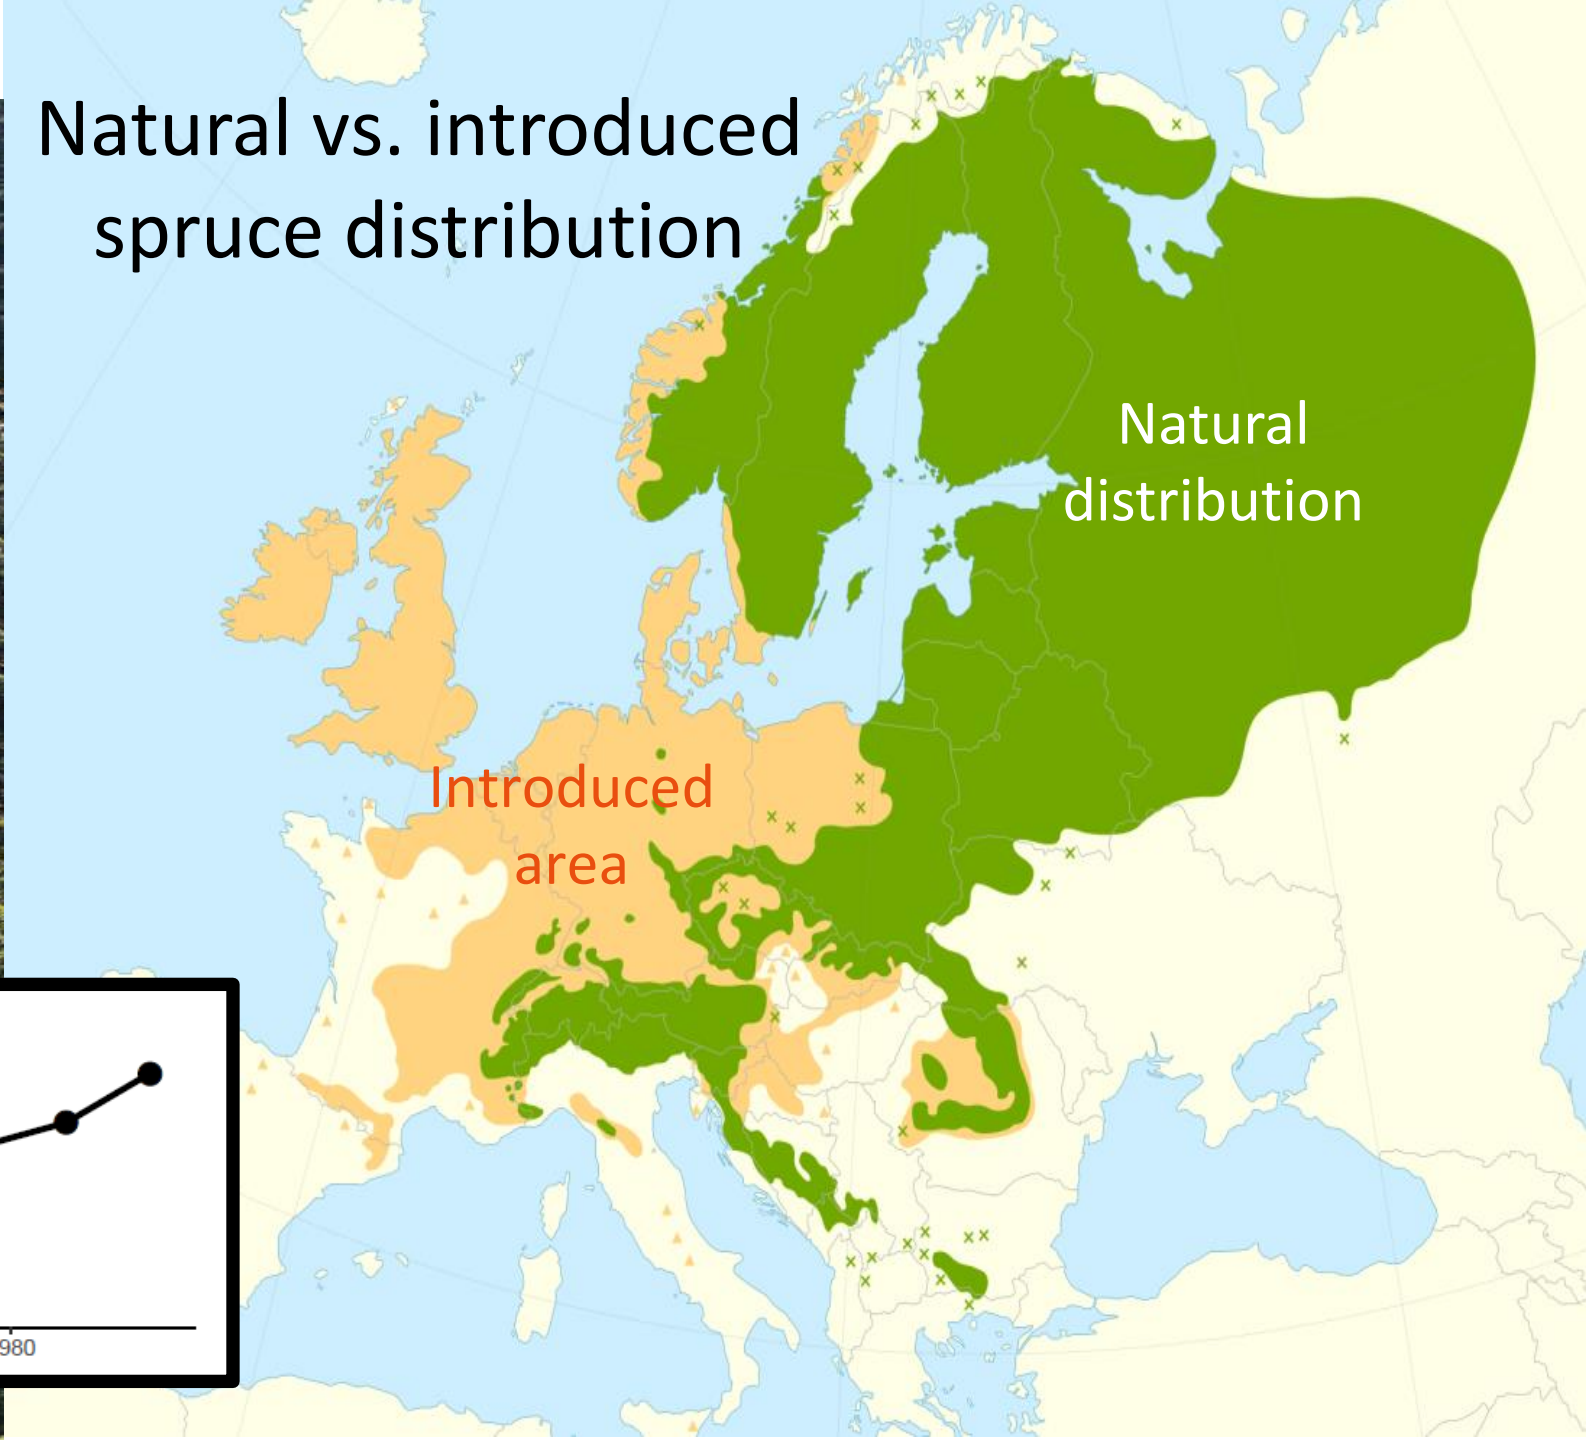 Natural vs. introduced
spruce distribution
Natural
distribution
Introduced
area
980